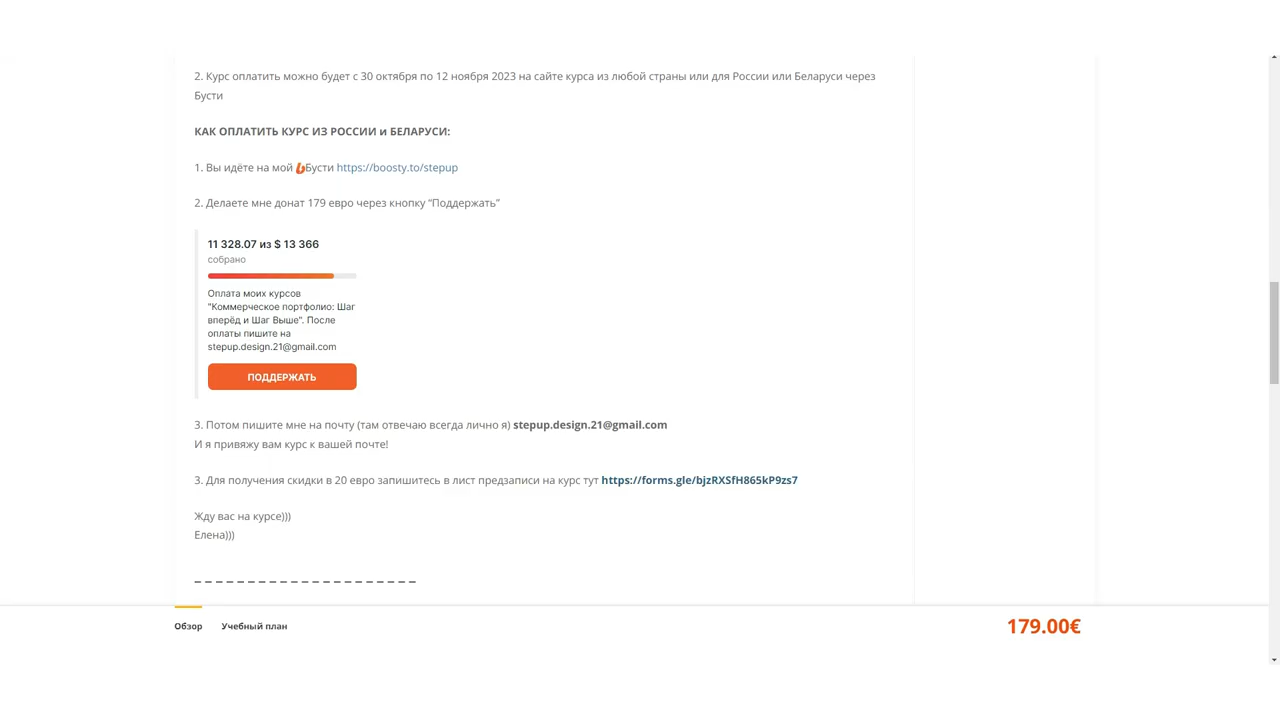 2. Курс оплатить можно будет с 30 октября по 12 ноября 2023 на сайте курса из любой страны или для России или Беларуси через
Бусти
КАК ОПЛАТИТЬ КУРС ИЗ РОССИИ и БЕЛАРУСИ:
1. Вы идёте на мой Бусти https://boosty.to/stepup
2. Делаете мне донат 179 евро через кнопку “Поддержать”
11 328.07 из $ 13 366
собрано
Оплата моих курсов
"Коммерческое портфолио: Шаг
вперёд и Шаг Выше". После
оплаты пишите на
stepup.design.21@gmail.com
ПОДДЕРЖАТЬ
3. Потом пишите мне на почту (там отвечаю всегда лично я) stepup.design.21@gmail.com
И я привяжу вам курс к вашей почте!
3. Для получения скидки в 20 евро запишитесь в лист предзаписи на курс тут https://forms.gle/bjzRXSfH865kP9zs7
Жду вас на курсе)))
Елена)))
_ _ _ _ _ _ _ _ _ _ _ _ _ _ _ _ _ _ _ _ _
Обзор Учебный план 179.00€